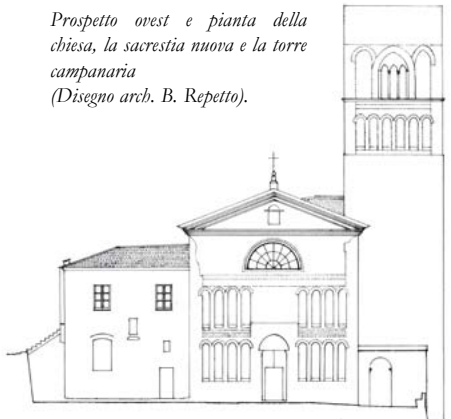 Prospetto ovest e pianta della
chiesa, la sacrestia nuova e la torre
campanaria
(Disegno arch. B. Repetto).